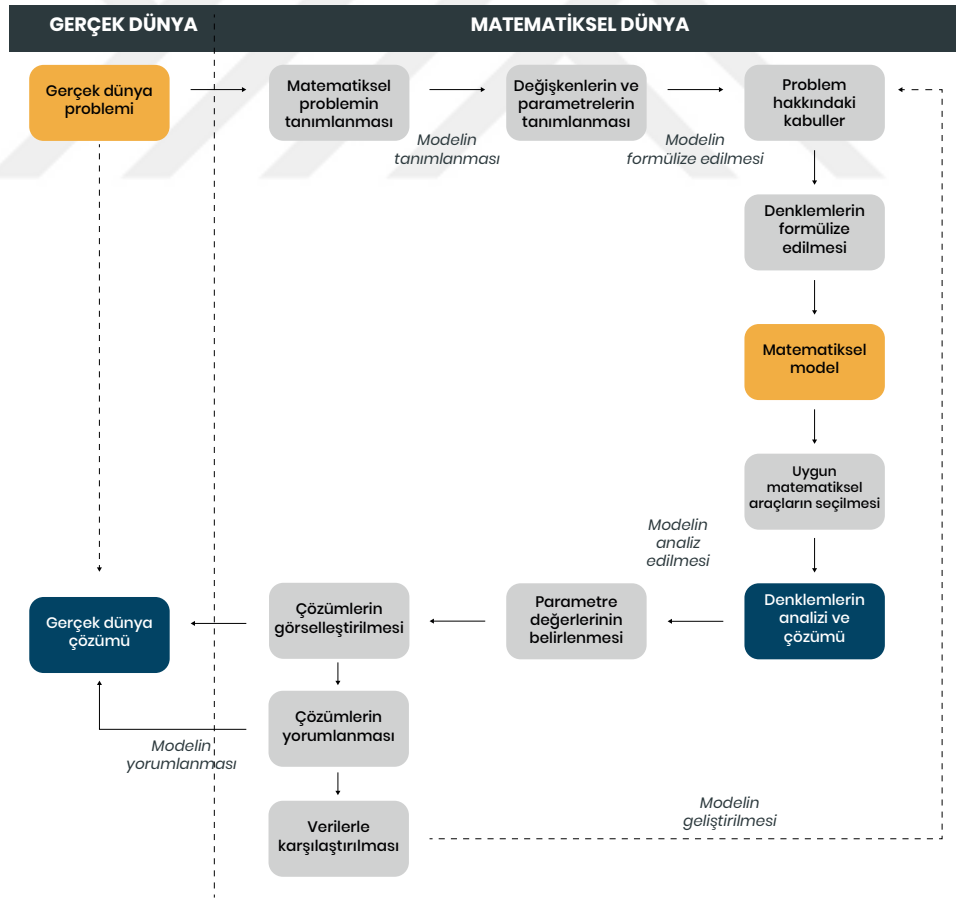 GERÇEK DÜNYA
MATEMATİKSEL DÜNYA
Gerçek dünya
problemi
Matematiksel
problemin
tanımlanması
Modelin
tanımlanması
Değişkenlerin ve
parametrelerin
tanımlanması
Modelin
formülize edilmesi
Problem
hakkındaki
kabuller
Denklemlerin
formülize
edilmesi
Matematiksel
model
Uygun
matematiksel
araçların seçilmesi
Modelin
analiz
edilmesi
Denklemlerin
analizi ve
çözümü
Parametre
değerlerinin
belirlenmesi
Çözümlerin
görselleştirilmesi
Gerçek dünya
çözümü
Çözümlerin
yorumlanması
Modelin
yorumlanması
Verilerle
karşılaştırılması
Modelin
geliştirilmesi